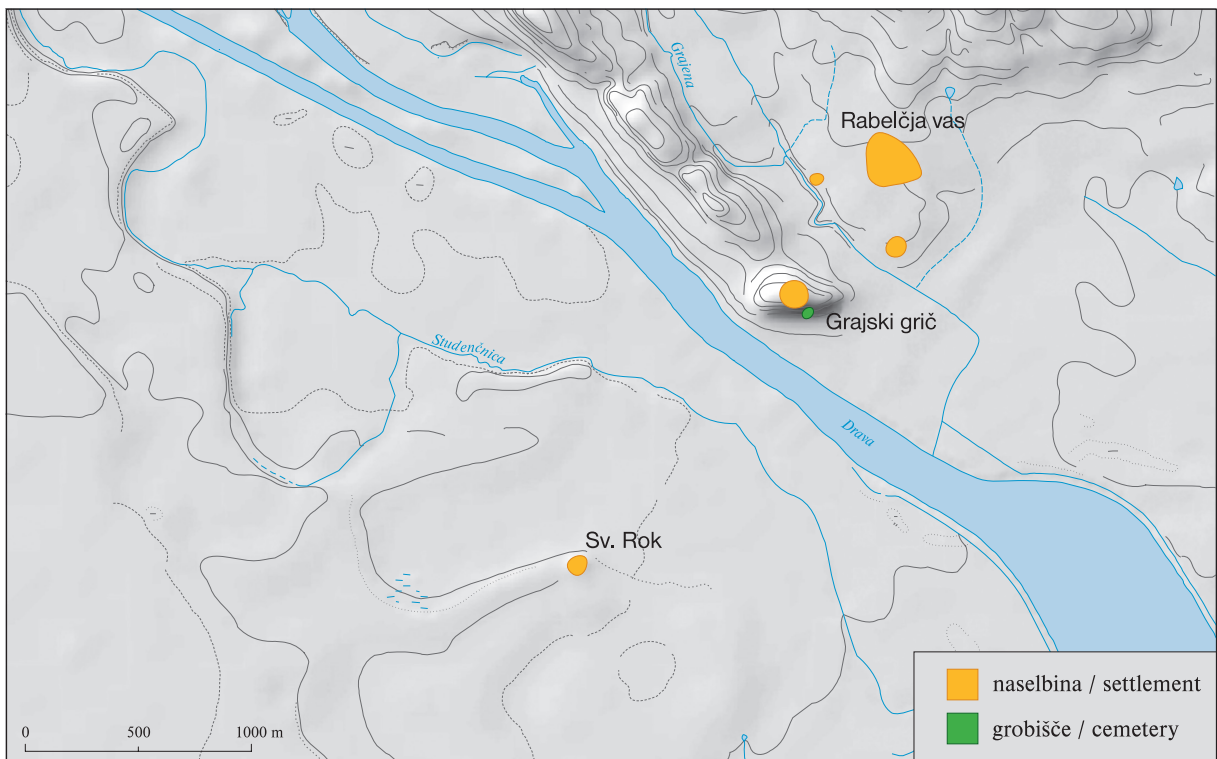 Grajena
Rabelčja vas
Grajski grič
Studenčnica
Drava
Sv. Rok
naselbina / settlement
grobišče / cemetery
0 500 1000 m